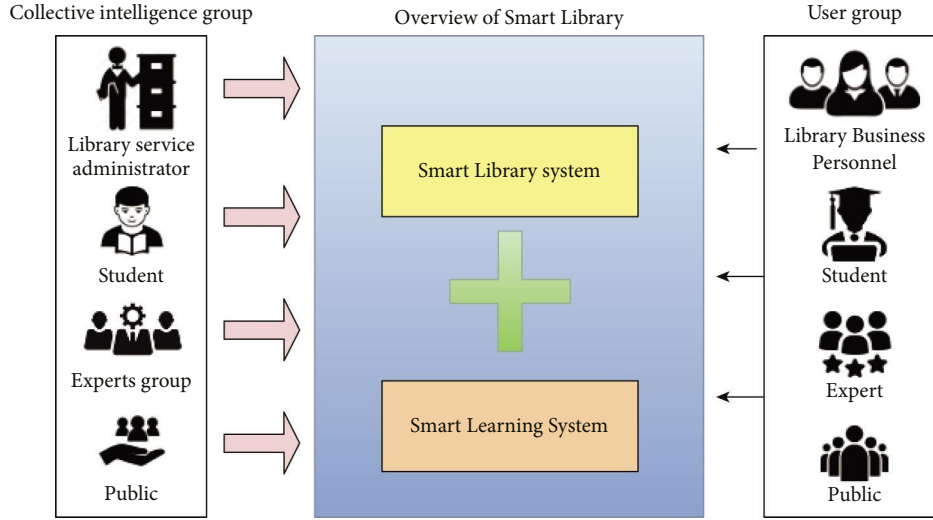 Collective intelligence group
Overview of Smart Library
User group
Library service
administrator
Student
Experts group
Public
Smart Library system
Smart Learning System
Library Business
Personnel
Student
Expert
Public